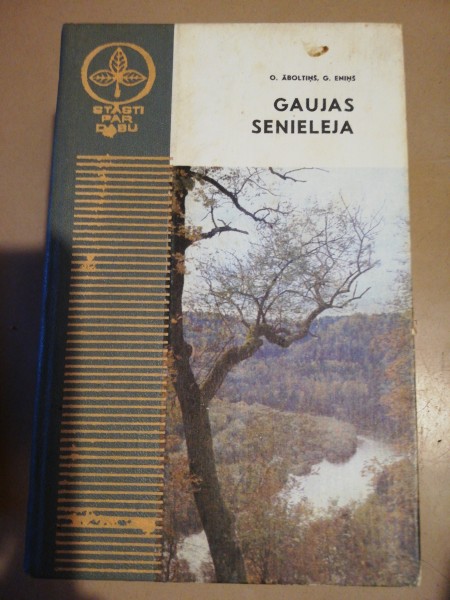 STĀSTI
PAR
DABU
O. ĀBOLTIŅŠ, G. ENIŅŠ
GAUJAS
SENIELEJA